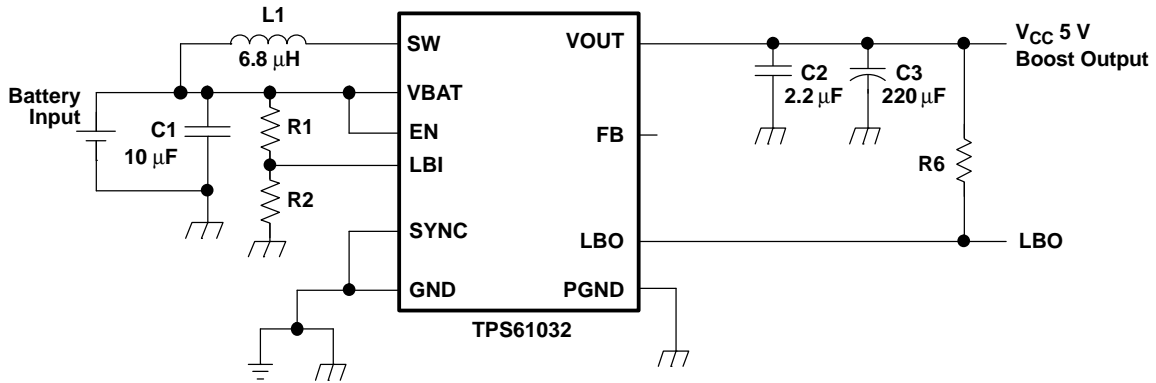 L1
6.8 μH
SW
VOUT
VCC 5 V
Boost Output
Battery
Input
VBAT
C1
10 μF
R1
EN
LBI
R2
C2
2.2 μF
C3
220 μF
FB
R6
SYNC
LBO
LBO
GND
PGND
TPS61032